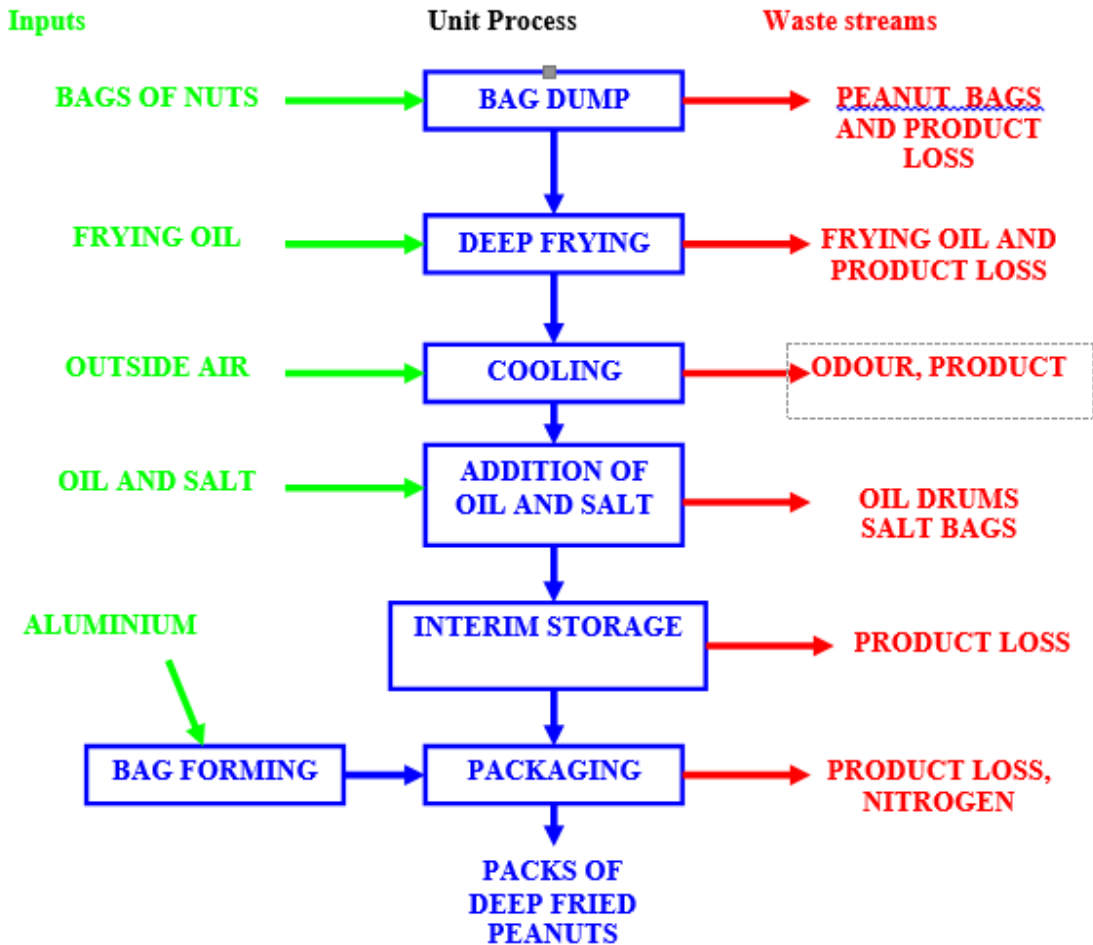 Inputs
Unit Process
Waste streams
BAGS OF NUTS
BAG DUMP
PEANUT BAGS
AND PRODUCT
LOSS
FRYING OIL
DEEP FRYING
FRYING OIL AND
PRODUCT LOSS
OUTSIDE AIR
COOLING
ODOUR, PRODUCT
OIL AND SALT
ADDITION OF
OIL AND SALT
OIL DRUMS
SALT BAGS
INTERIM STORAGE
PRODUCT LOSS
ALUMINIUM
BAG FORMING
PACKAGING
PRODUCT LOSS,
NITROGEN
PACKS OF
DEEP FRIED
PEANUTS